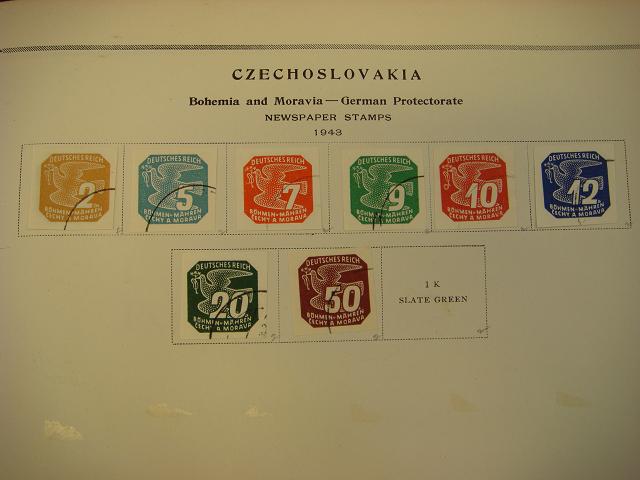 CZECHOSLOVAKIA
Bohemia and Moravia — German Protectorate
NEWSPAPER STAMPS
1943
DEUTSCHES REICH
2
BÖHMEN-MÄHREN
ČECHY A MORAVA
DEUTSCHES REICH
5
BÖHMEN-MÄHREN
ČECHY A MORAVA
DEUTSCHES REICH
7
BÖHMEN-MÄHREN
ČECHY A MORAVA
DEUTSCHES REICH
9
BÖHMEN-MÄHREN
ČECHY A MORAVA
DEUTSCHES REICH
10
BÖHMEN-MÄHREN
ČECHY A MORAVA
DEUTSCHES REICH
12
BÖHMEN-MÄHREN
ČECHY A MORAVA
DEUTSCHES REICH
20
BÖHMEN-MÄHREN
ČECHY A MORAVA
DEUTSCHES REICH
50
BÖHMEN-MÄHREN
ČECHY A MORAVA
1 K
SLATE GREEN